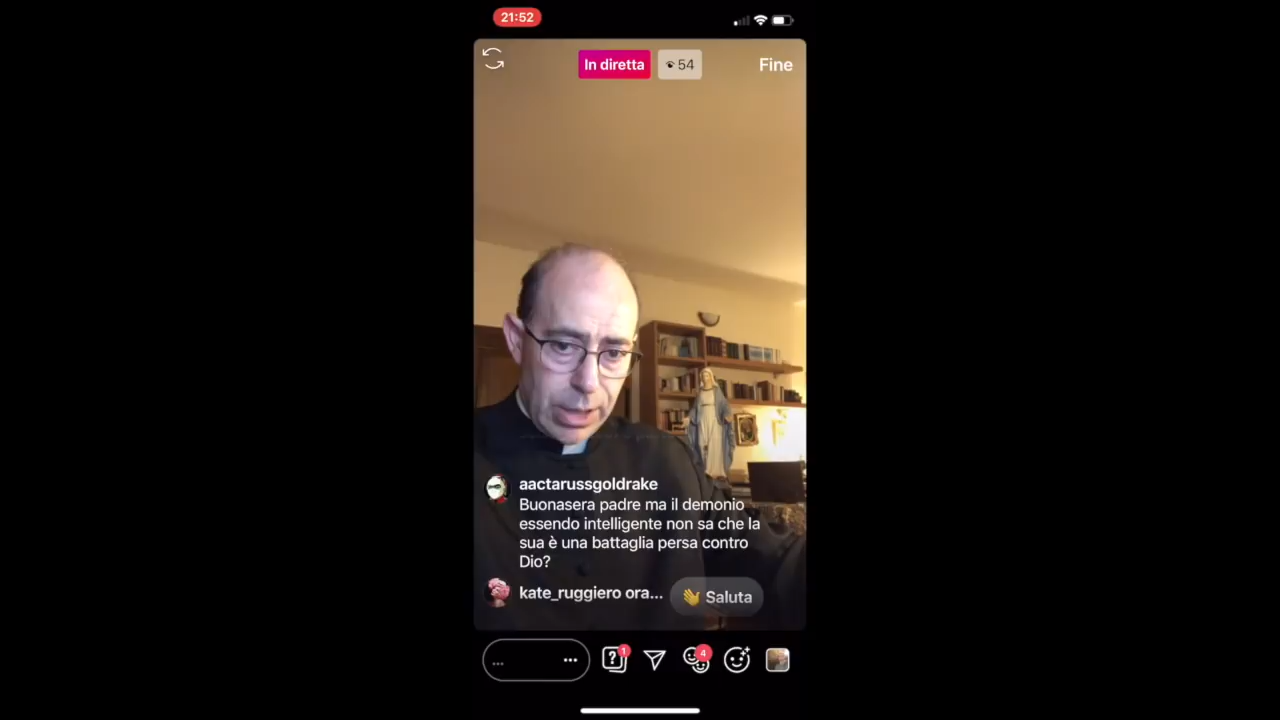 21:52
In diretta
54
Fine
aactarussgoldrake
Buonasera padre ma il demonio
essendo intelligente non sa che la
sua è una battaglia persa contro
Dio?
kate_ruggiero ora...
👋 Saluta
...
1
4